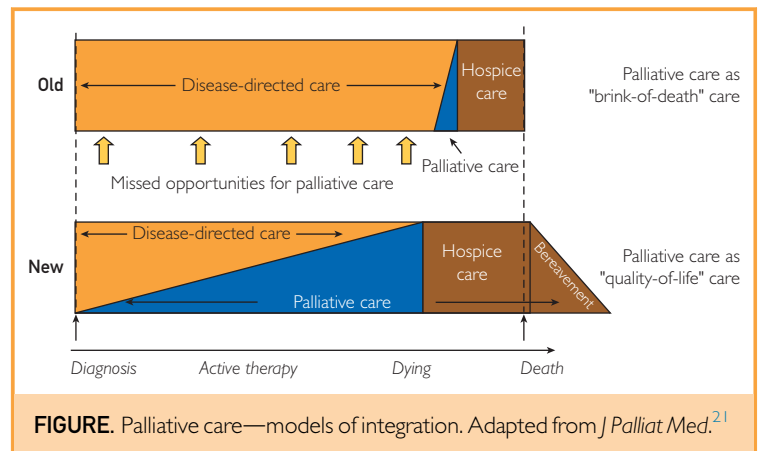 Old
Disease-directed care
Hospice
care
Palliative care as
"brink-of-death" care
Palliative care
Missed opportunities for palliative care
New
Disease-directed care
Palliative care
Hospice
care
Bereavement
Palliative care as
"quality-of-life" care
Diagnosis
Active therapy
Dying
Death
FIGURE. Palliative care—models of integration. Adapted from J Palliat Med.21